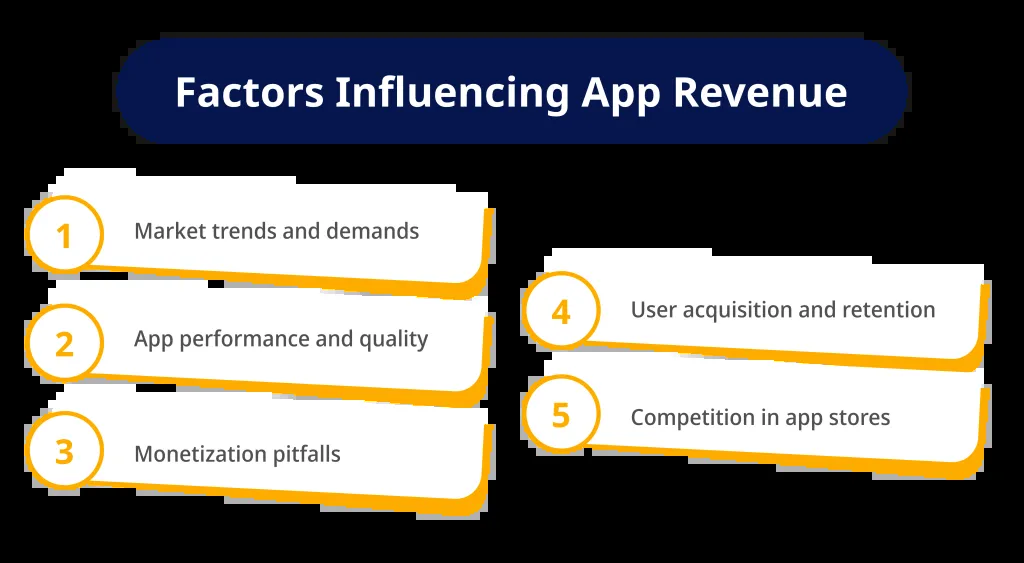 Factors Influencing App Revenue
1
Market trends and demands
2
App performance and quality
3
Monetization pitfalls
4
User acquisition and retention
5
Competition in app stores